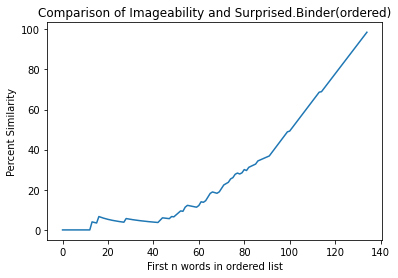 Comparison of Imageability and Surprised.Binder(ordered)
100
80
60
40
20
0
Percent Similarity
0 20 40 60 80 100 120 140
First n words in ordered list